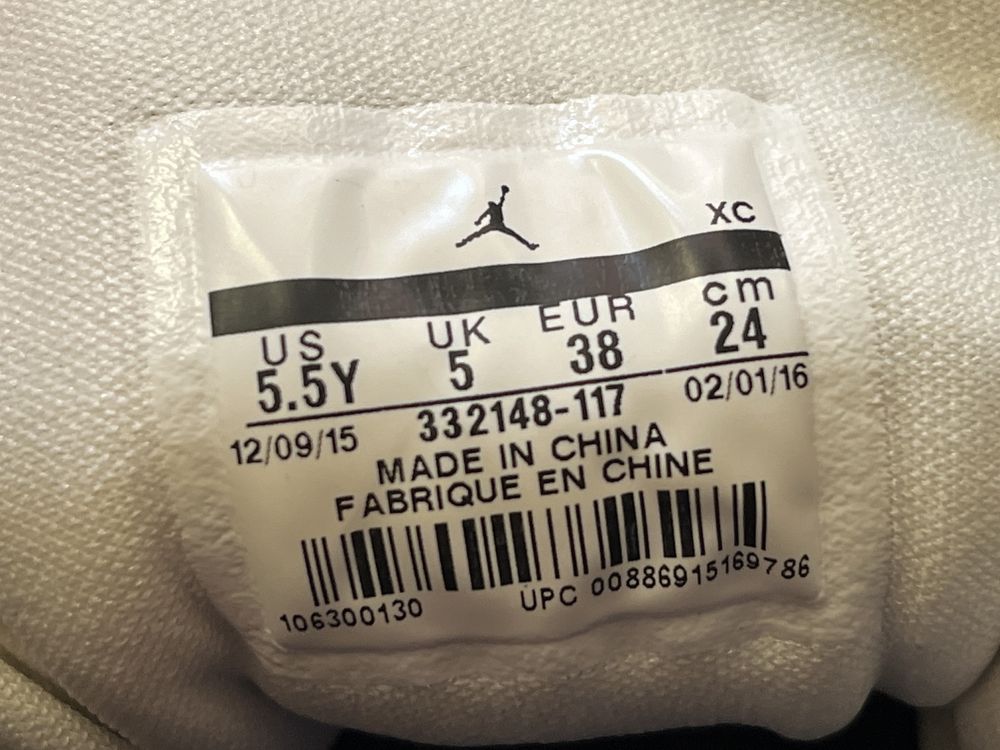 XC
US UK EUR cm
5.5Y 5 38 24
12/09/15 332148-117 02/01/16
MADE IN CHINA
FABRIQUE EN CHINE
106300130 UPC 00886915169786